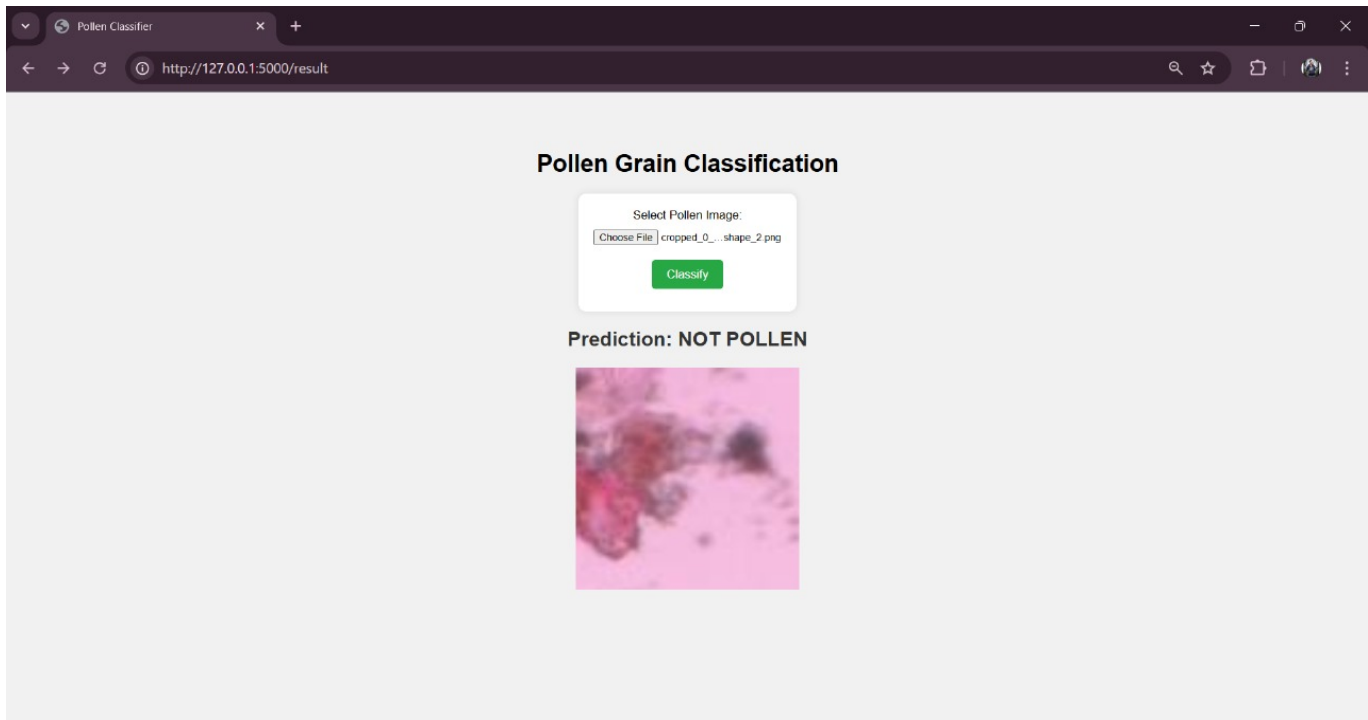 Pollen Classifier
http://127.0.0.1:5000/result
Pollen Grain Classification
Select Pollen Image:
Choose File cropped_0_...shape_2.png
Classify
Prediction: NOT POLLEN